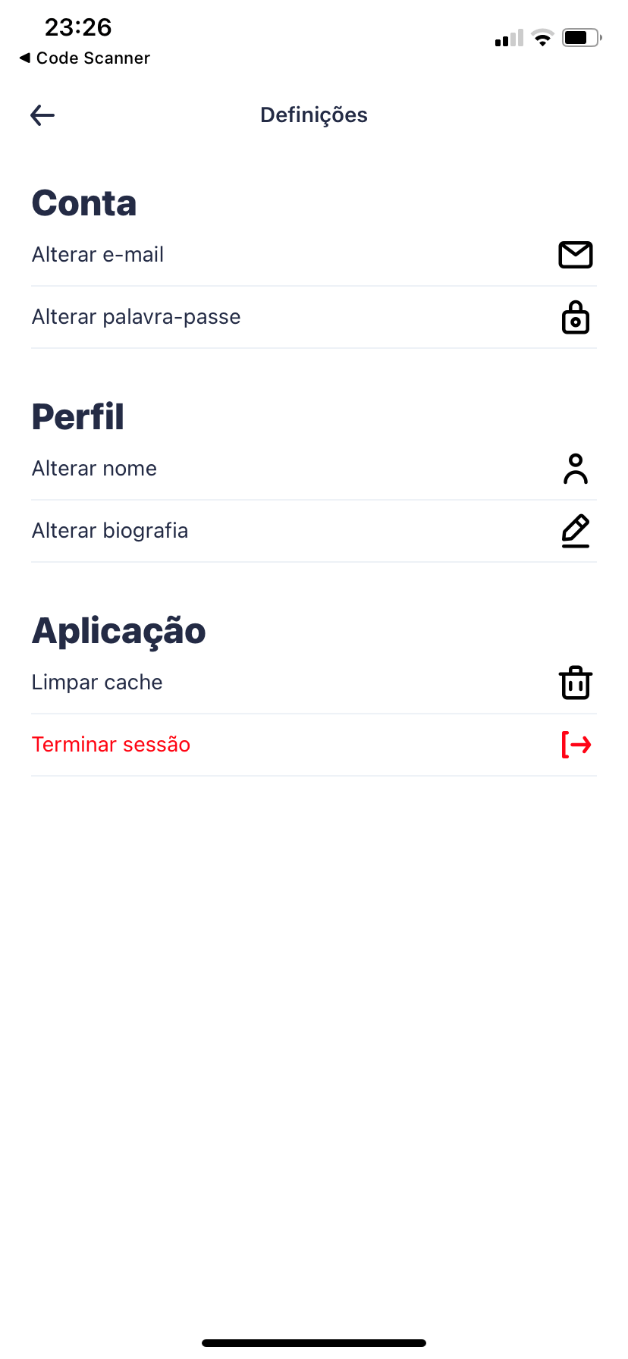 23:26
◀ Code Scanner
Definições
Conta
Alterar e-mail
Alterar palavra-passe
Perfil
Alterar nome
Alterar biografia
Aplicação
Limpar cache
Terminar sessão